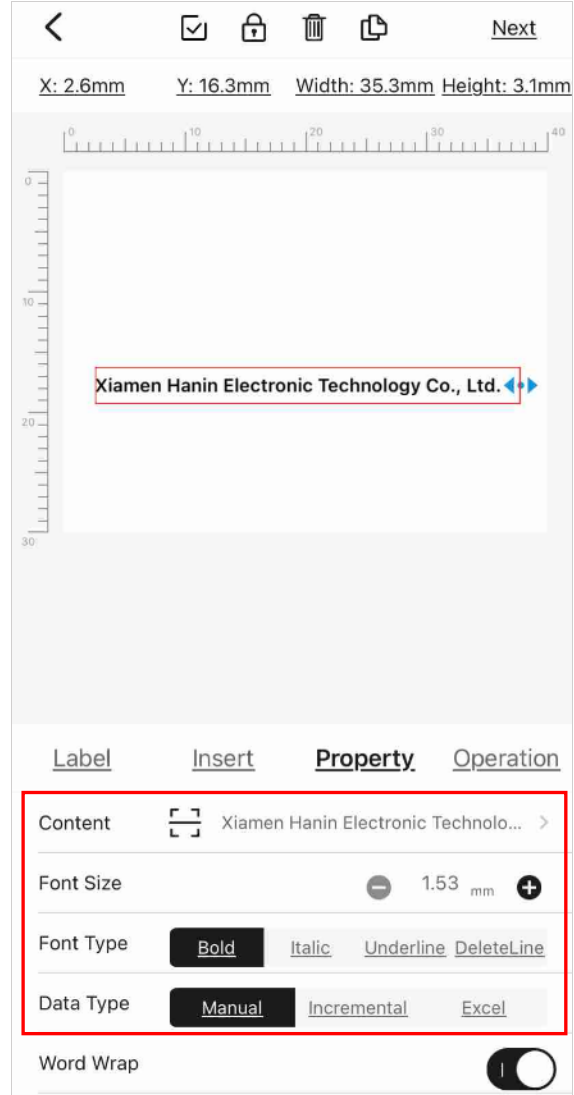 Next
X: 2.6mm Y: 16.3mm Width: 35.3mm Height: 3.1mm
0 10 20 30 40
0
10
Xiamen Hanin Electronic Technology Co., Ltd.
20
30
Label Insert Property Operation
Content Xiamen Hanin Electronic Technolo... >
Font Size 1.53 mm
Font Type Bold Italic Underline DeleteLine
Data Type Manual Incremental Excel
Word Wrap